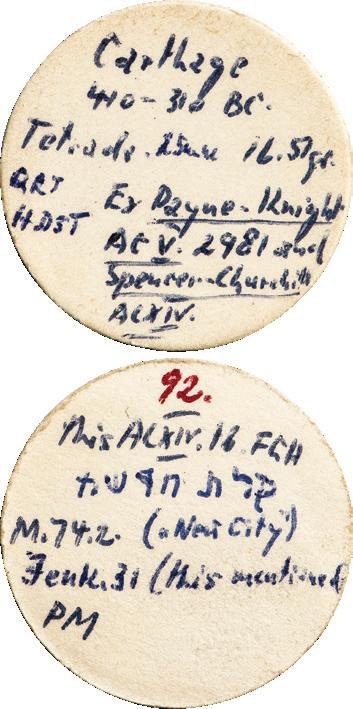 Carthage
410-310 BC.
Tetradr. 25mm 16.57gr.
QRT
HDST
Ex Payne-Knight
AC V. 2981 and
Spencer-Churchill
ACXIV.
92.
This ACXIV. 16. FCH
קרת חדשת
M.74.2. ("New City")
Jenk.31 (this mentioned
PM